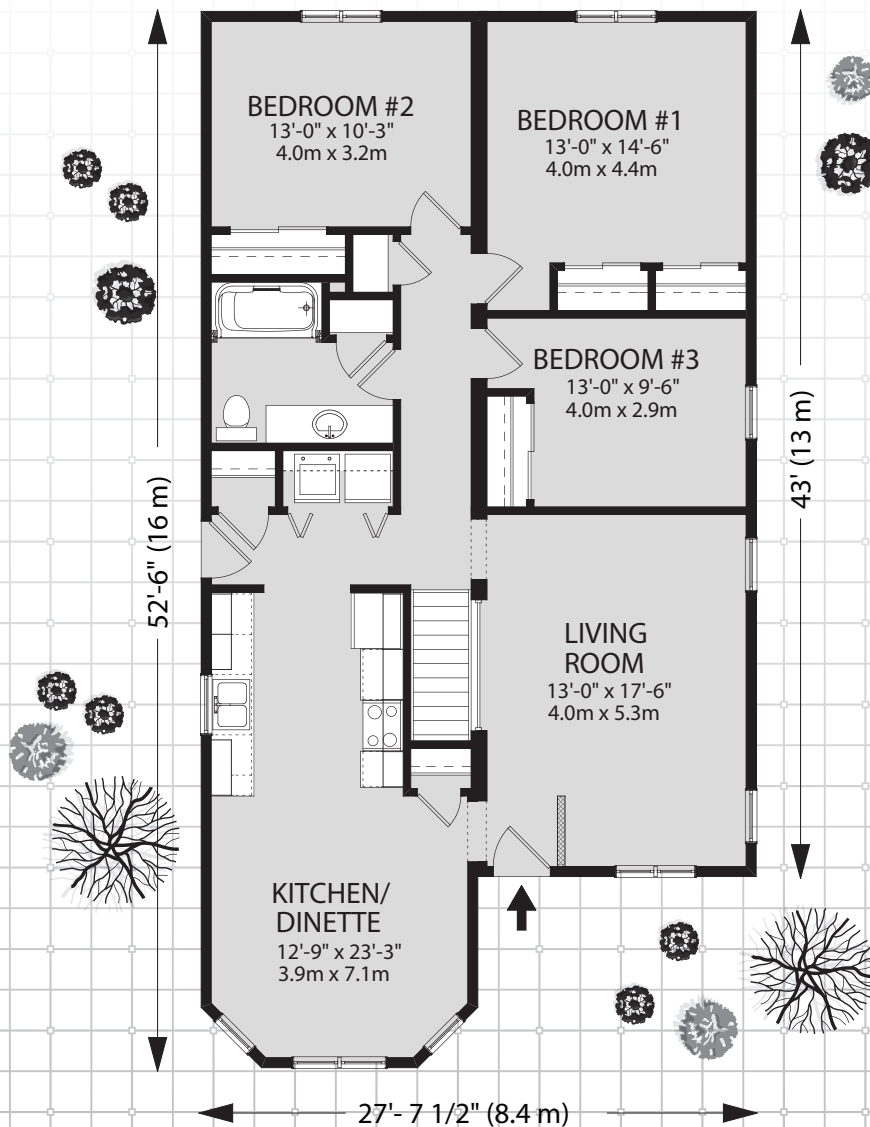 BEDROOM #2
13'-0" x 10'-3"
4.0m x 3.2m
BEDROOM #1
13'-0" x 14'-6"
4.0m x 4.4m
BEDROOM #3
13'-0" x 9'-6"
4.0m x 2.9m
43' (13 m)
52'-6" (16 m)
LIVING
ROOM
13'-0" x 17'-6"
4.0m x 5.3m
KITCHEN/
DINETTE
12'-9" x 23'-3"
3.9m x 7.1m
27'- 7 1/2" (8.4 m)